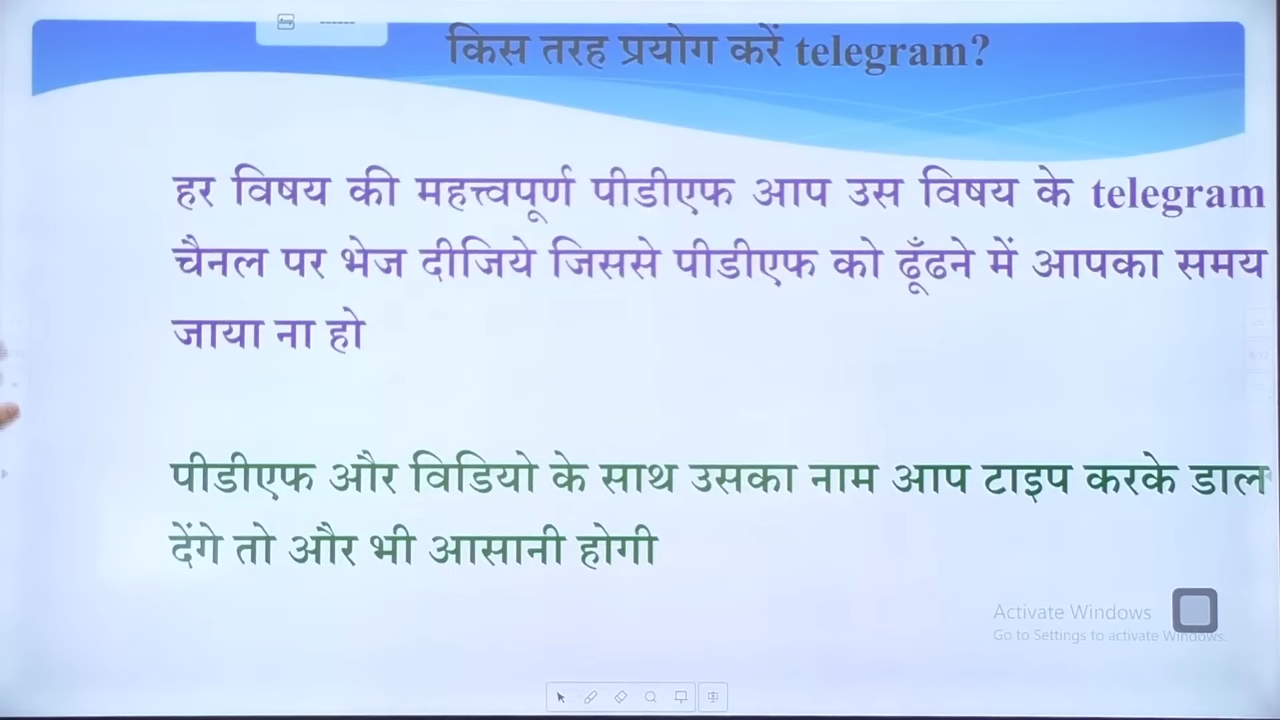 किस तरह प्रयोग करें telegram?
हर विषय की महत्त्वपूर्ण पीडीएफ आप उस विषय के telegram
चैनल पर भेज दीजिये जिससे पीडीएफ को ढूँढने में आपका समय
जाया ना हो
पीडीएफ और विडियो के साथ उसका नाम आप टाइप करके डाल
देंगे तो और भी आसानी होगी
Activate Windows
Go to Settings to activate Windows.